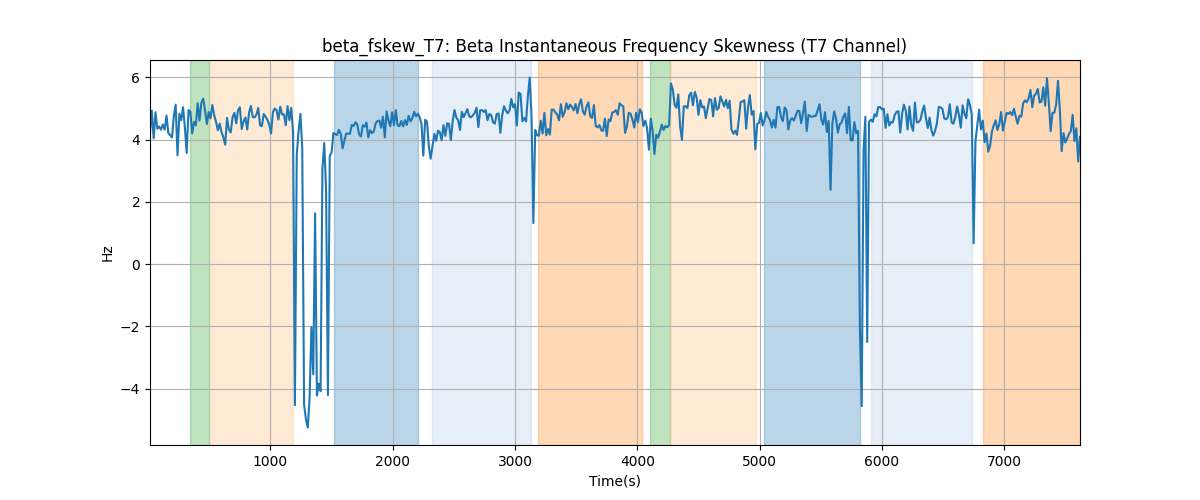 beta_fskew_T7: Beta Instantaneous Frequency Skewness (T7 Channel)
6
4
2
0
−2
−4
Hz
1000 2000 3000 4000 5000 6000 7000
Time(s)